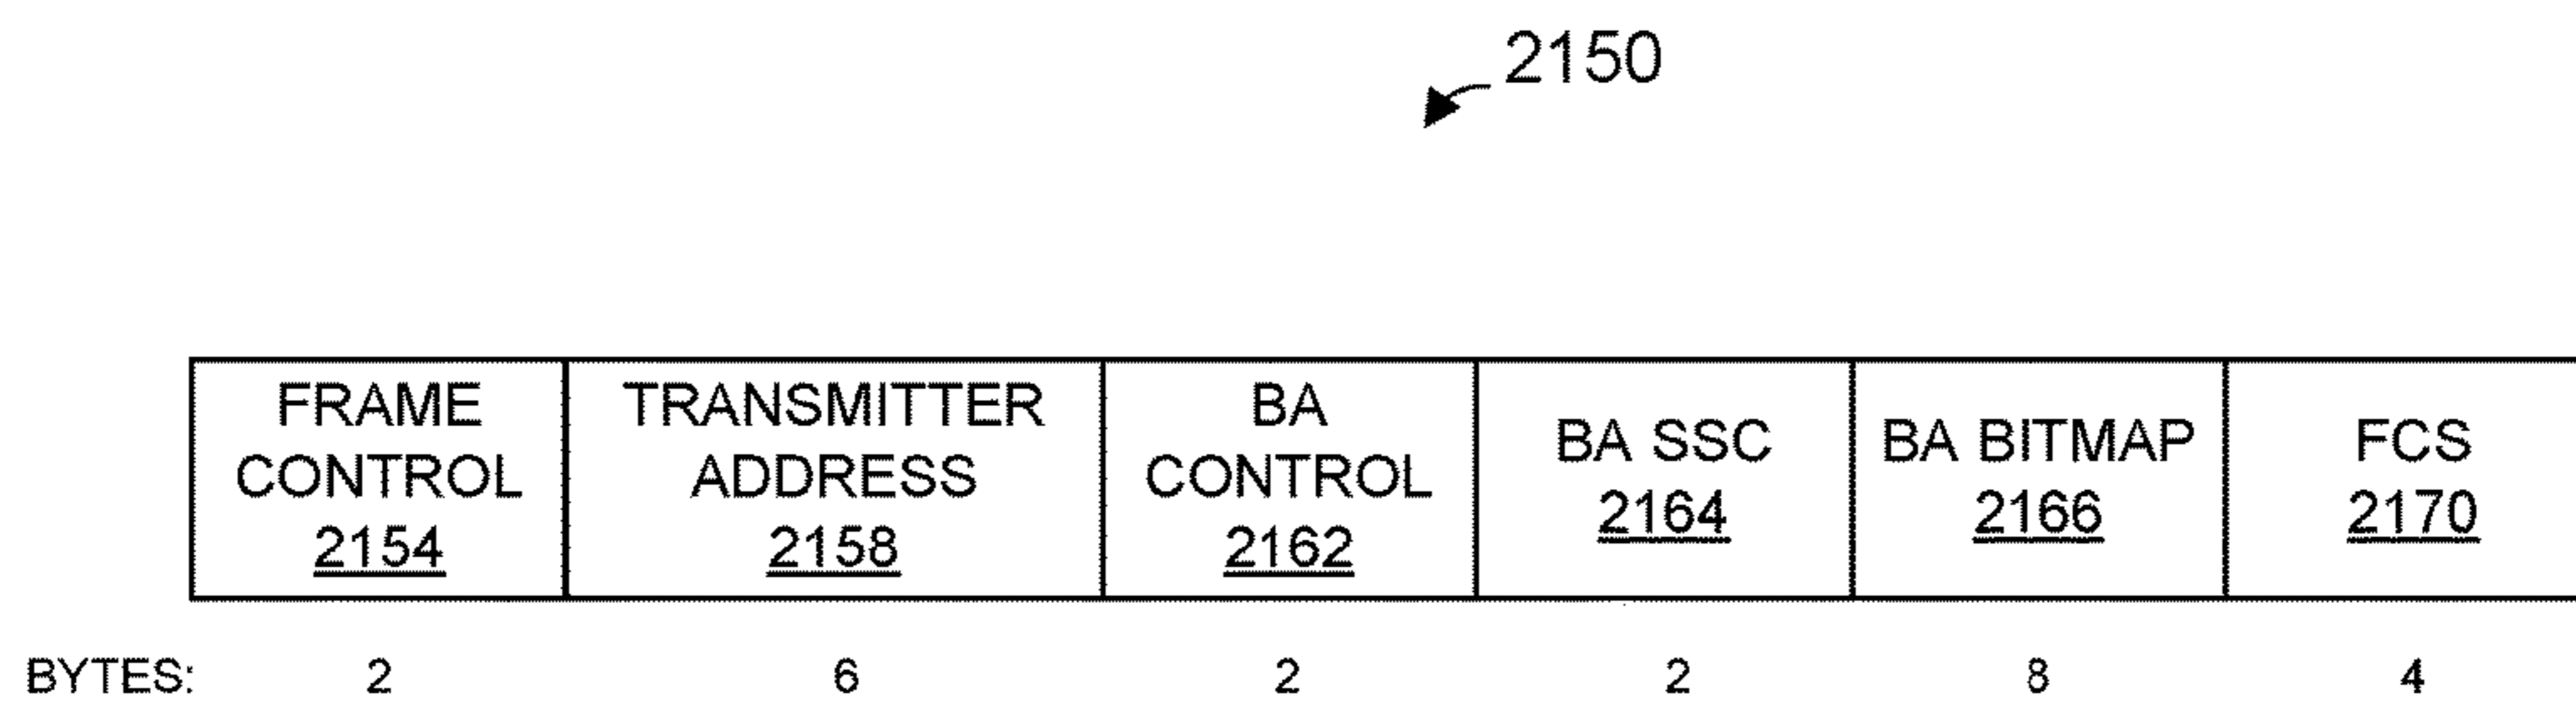 2150
FRAME CONTROL 2154
TRANSMITTER ADDRESS 2158
BA CONTROL 2162
BA SSC 2164
BA BITMAP 2166
FCS 2170
BYTES: 2 6 2 2 8 4